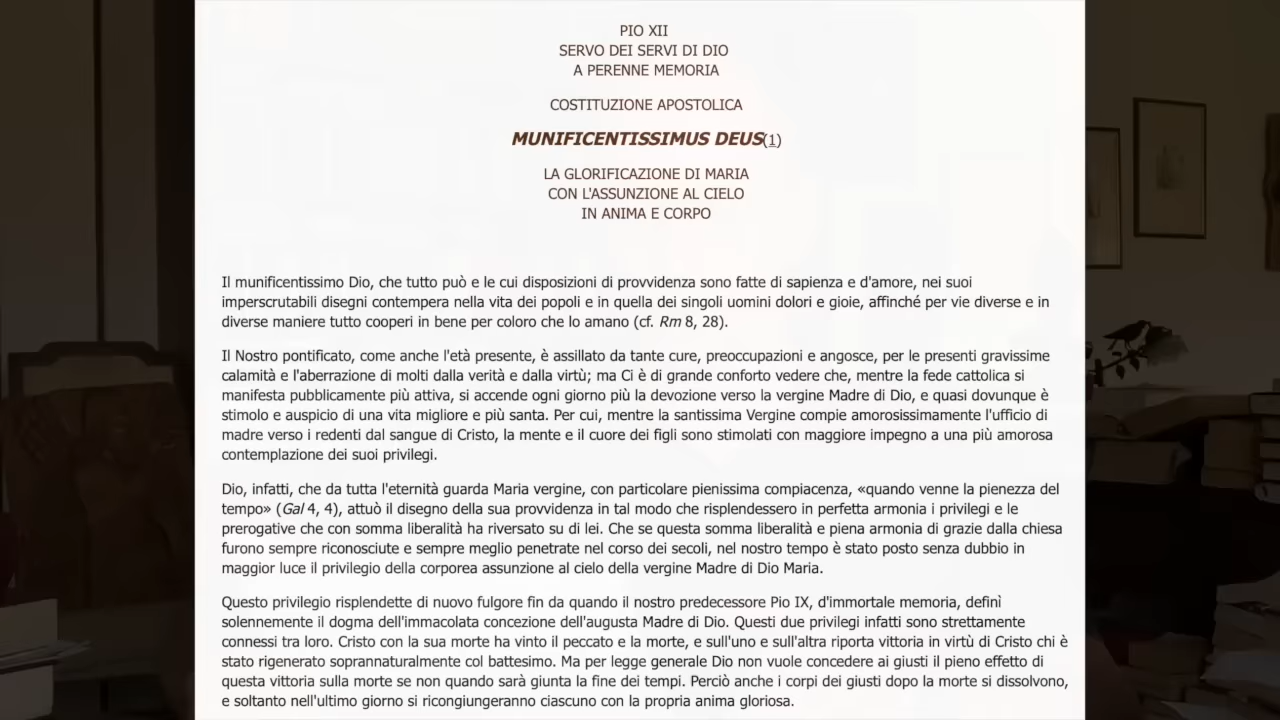 PIO XII
SERVO DEI SERVI DI DIO
A PERENNE MEMORIA
COSTITUZIONE APOSTOLICA
MUNIFICENTISSIMUS DEUS(1)
LA GLORIFICAZIONE DI MARIA
CON L'ASSUNZIONE AL CIELO
IN ANIMA E CORPO
Il munificentissimo Dio, che tutto può e le cui disposizioni di provvidenza sono fatte di sapienza e d'amore, nei suoi
imperscrutabili disegni contempera nella vita dei popoli e in quella dei singoli uomini dolori e gioie, affinché per vie diverse e in
diverse maniere tutto cooperi in bene per coloro che lo amano (cf. Rm 8, 28).
Il Nostro pontificato, come anche l'età presente, è assillato da tante cure, preoccupazioni e angosce, per le presenti gravissime
calamità e l'aberrazione di molti dalla verità e dalla virtù; ma Ci è di grande conforto vedere che, mentre la fede cattolica si
manifesta pubblicamente più attiva, si accende ogni giorno più la devozione verso la vergine Madre di Dio, e quasi dovunque è
stimolo e auspicio di una vita migliore e più santa. Per cui, mentre la santissima Vergine compie amorosissimamente l'ufficio di
madre verso i redenti dal sangue di Cristo, la mente e il cuore dei figli sono stimolati con maggiore impegno a una più amorosa
contemplazione dei suoi privilegi.
Dio, infatti, che da tutta l'eternità guarda Maria vergine, con particolare pienissima compiacenza, «quando venne la pienezza del
tempo» (Gal 4, 4), attuò il disegno della sua provvidenza in tal modo che risplendessero in perfetta armonia i privilegi e le
prerogative che con somma liberalità ha riversato su di lei. Che se questa somma liberalità e piena armonia di grazie dalla chiesa
furono sempre riconosciute e sempre meglio penetrate nel corso dei secoli, nel nostro tempo è stato posto senza dubbio in
maggior luce il privilegio della corporea assunzione al cielo della vergine Madre di Dio Maria.
Questo privilegio risplendette di nuovo fulgore fin da quando il nostro predecessore Pio IX, d'immortale memoria, definì
solennemente il dogma dell'immacolata concezione dell'augusta Madre di Dio. Questi due privilegi infatti sono strettamente
connessi tra loro. Cristo con la sua morte ha vinto il peccato e la morte, e sull'uno e sull'altra riporta vittoria in virtù di Cristo chi è
stato rigenerato soprannaturalmente col battesimo. Ma per legge generale Dio non vuole concedere ai giusti il pieno effetto di
questa vittoria sulla morte se non quando sarà giunta la fine dei tempi. Perciò anche i corpi dei giusti dopo la morte si dissolvono,
e soltanto nell'ultimo giorno si ricongiungeranno ciascuno con la propria anima gloriosa.